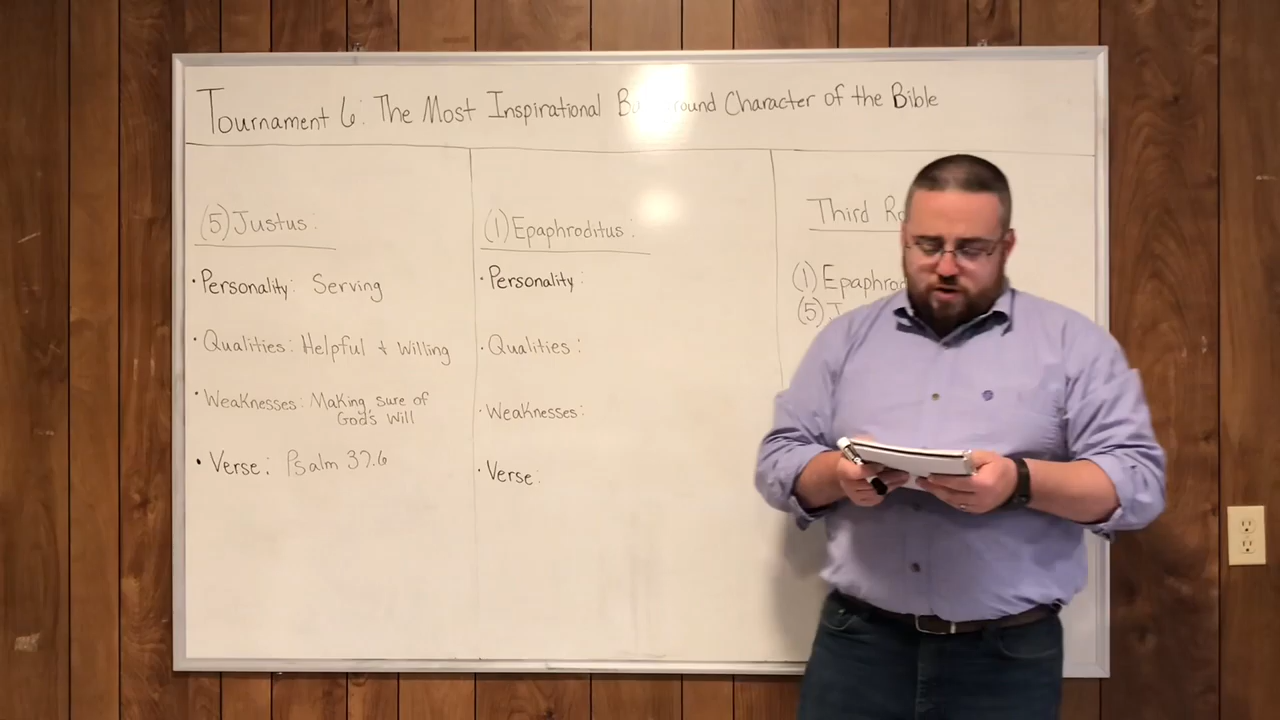 Tournament 6: The Most Inspirational Background Character of the Bible
(5) Justus:
• Personality: Serving
• Qualities: Helpful + Willing
• Weaknesses: Making sure of
God's Will
• Verse: Psalm 37:6
(1) Epaphroditus:
• Personality:
• Qualities:
• Weaknesses:
• Verse:
Third
(1)
(5)